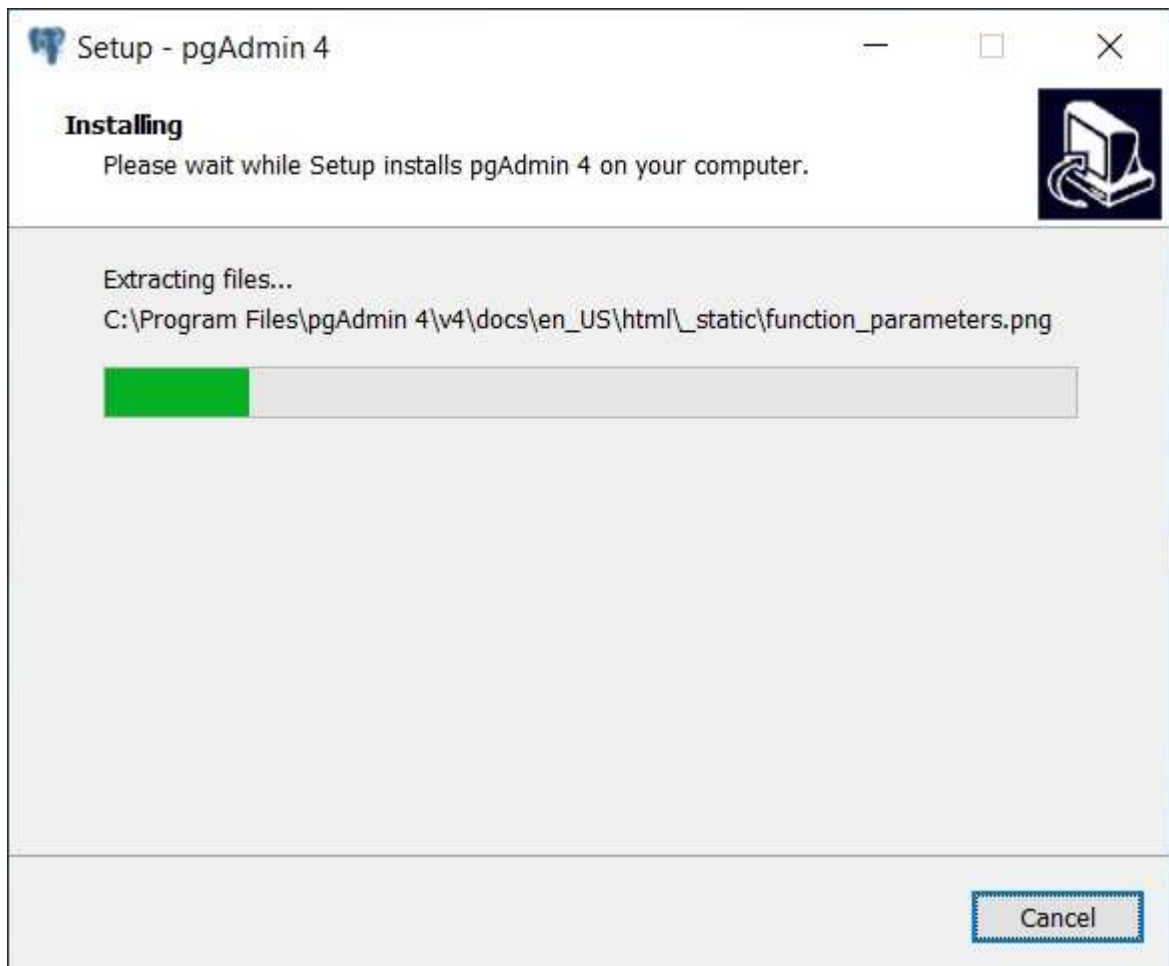 Setup - pgAdmin 4
Installing
Please wait while Setup installs pgAdmin 4 on your computer.
Extracting files...
C:\Program Files\pgAdmin 4\v4\docs\en_US\html\_static\function_parameters.png
Cancel